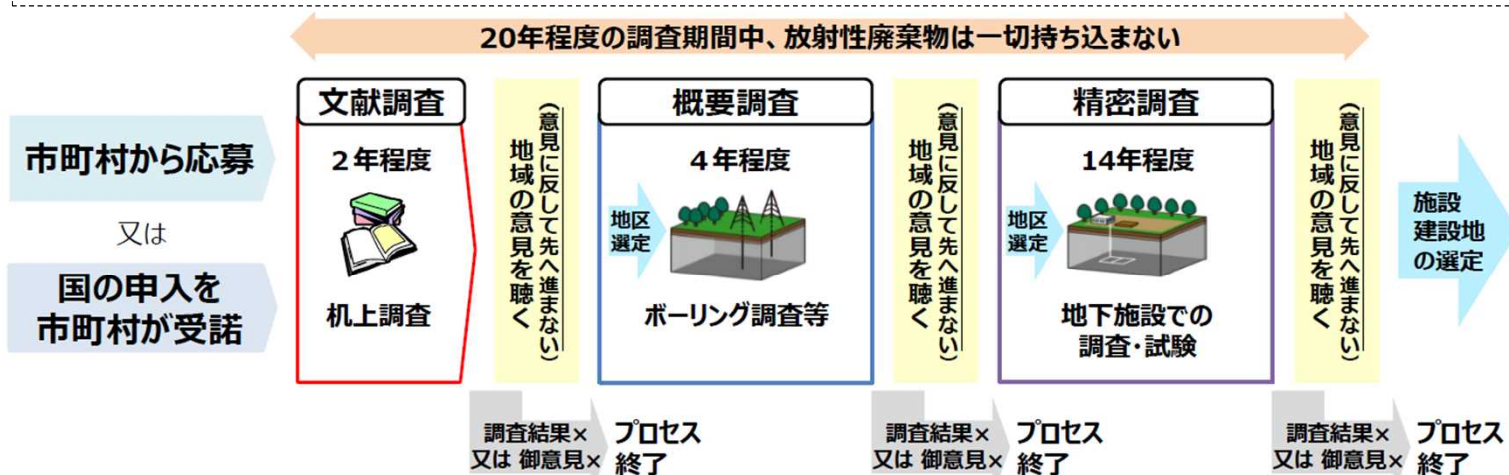 20年程度の調査期間中、放射性廃棄物は一切持ち込まない
市町村から応募
又は
国の申入を
市町村が受諾
文献調査
２年程度
机上調査
地域の意見を聴く
（意見に反して先へ進まない）
調査結果×
又は 御意見×
プロセス
終了
概要調査
４年程度
地区
選定
ボーリング調査等
地域の意見を聴く
（意見に反して先へ進まない）
調査結果×
又は 御意見×
プロセス
終了
精密調査
14年程度
地区
選定
地下施設での
調査・試験
地域の意見を聴く
（意見に反して先へ進まない）
調査結果×
又は 御意見×
プロセス
終了
施設
建設地
の選定